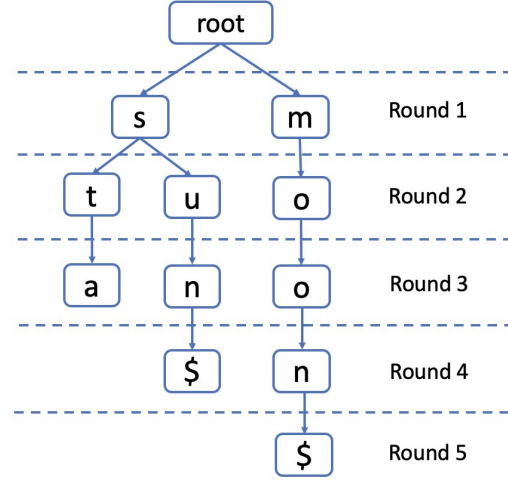 root
s m Round 1
t u o Round 2
a n o Round 3
$ n Round 4
$ Round 5